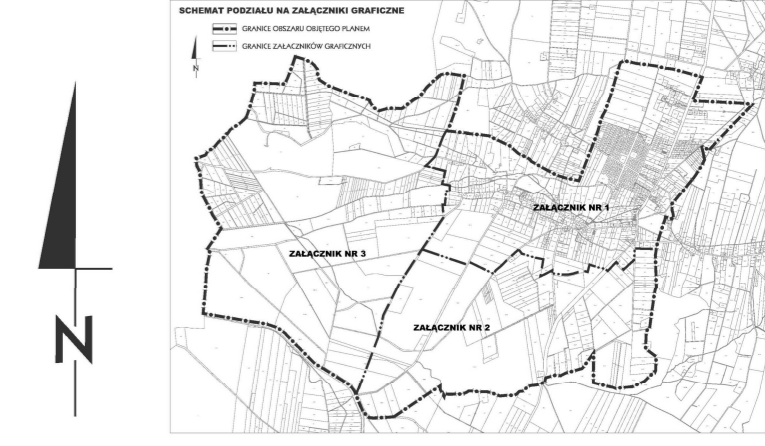 N
SCHEMAT PODZIAŁU NA ZAŁĄCZNIKI GRAFICZNE
GRANICE OBSZARU OBJĘTEGO PLANEM
GRANICE ZAŁĄCZNIKÓW GRAFICZNYCH
N
ZAŁĄCZNIK NR 1
ZAŁĄCZNIK NR 3
ZAŁĄCZNIK NR 2